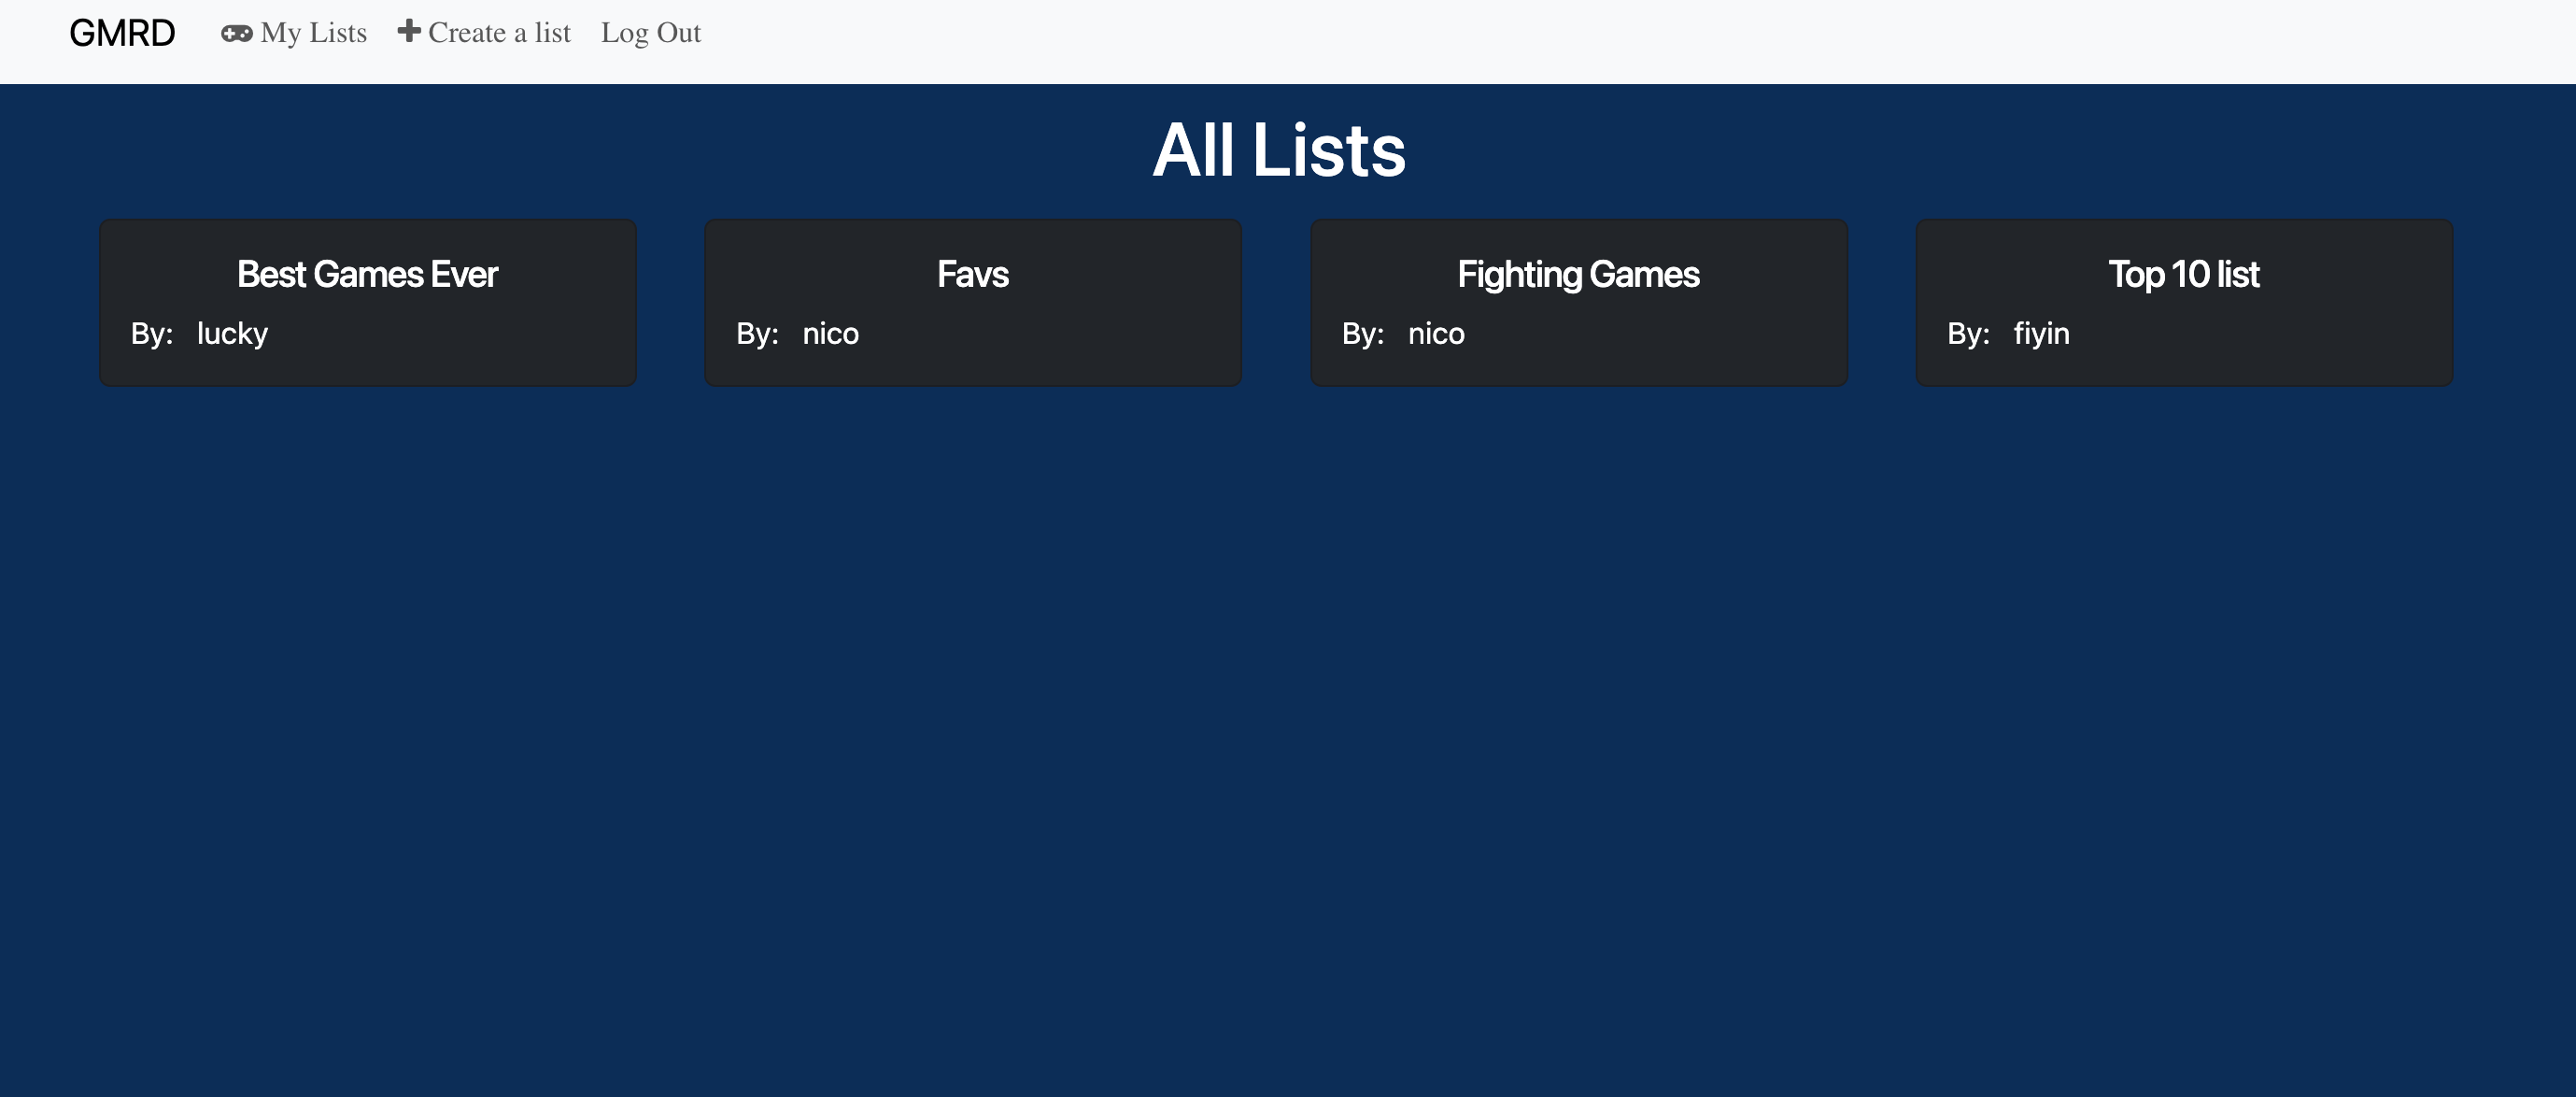 GMRD My Lists Create a list Log Out
All Lists
Best Games Ever
By: lucky
Favs
By: nico
Fighting Games
By: nico
Top 10 list
By: fiyin